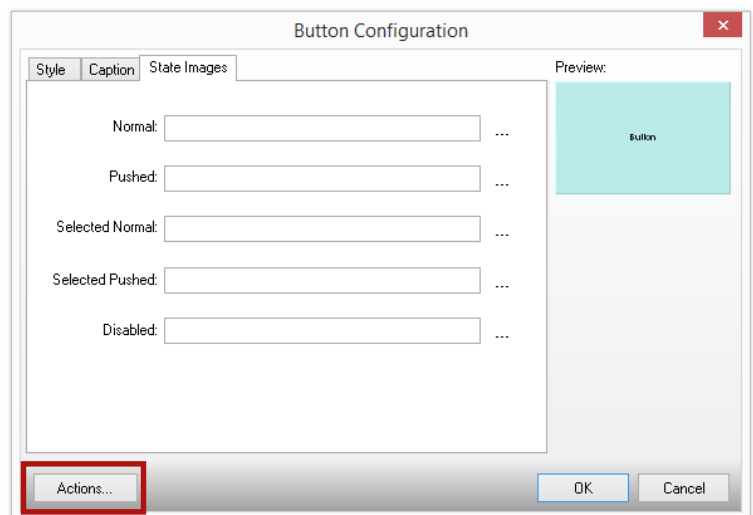 Button Configuration
Style Caption State Images
Preview:
Normal: ...
Button
Pushed: ...
Selected Normal: ...
Selected Pushed: ...
Disabled: ...
Actions... OK Cancel